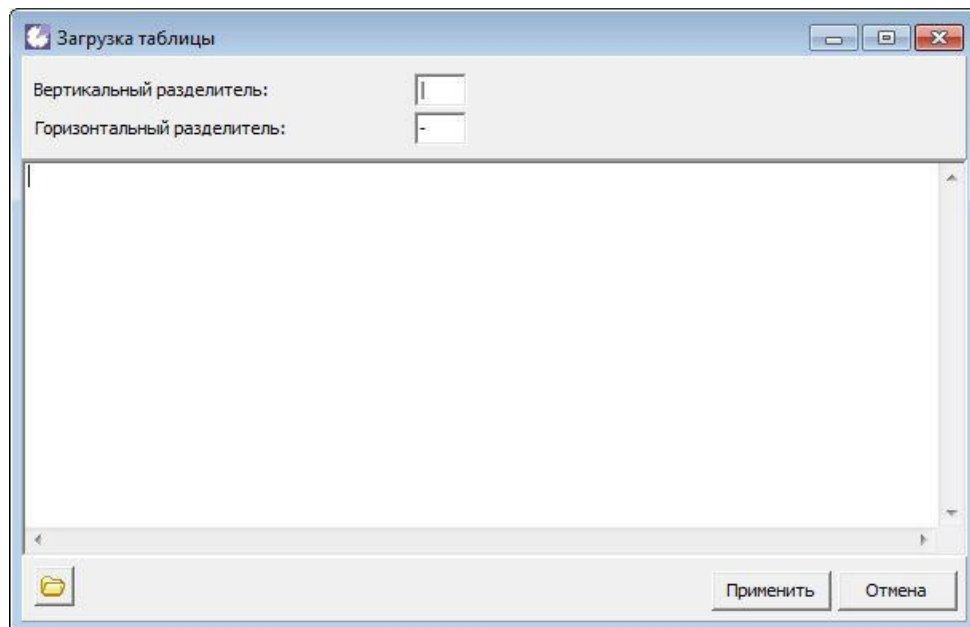 Загрузка таблицы
Вертикальный разделитель: |
Горизонтальный разделитель: -
Применить Отмена